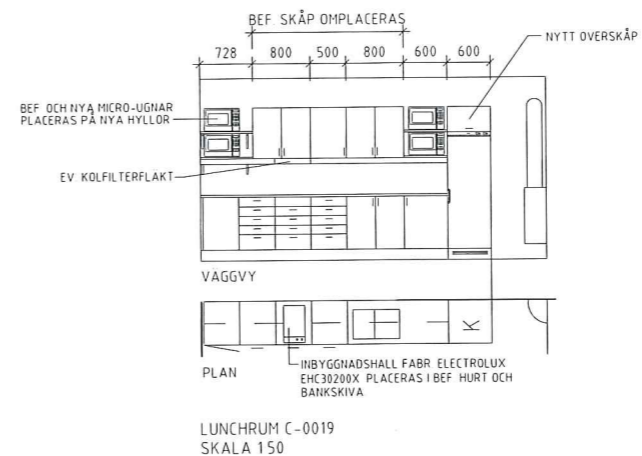 BEF. SKÅP OMPLACERAS
728 800 500 800 600 600
NYTT ÖVERSKÅP
BEF OCH NYA MICRO-UGNAR
PLACERAS PÅ NYA HYLLOR
EV KOLFILTERFLÄKT
VÄGGVY
K
PLAN
INBYGGNADSHÄLL FABR ELECTROLUX
EHC30200X PLACERAS I BEF HURT OCH
BÄNKSKIVA
LUNCHRUM C-0019
SKALA 1 50